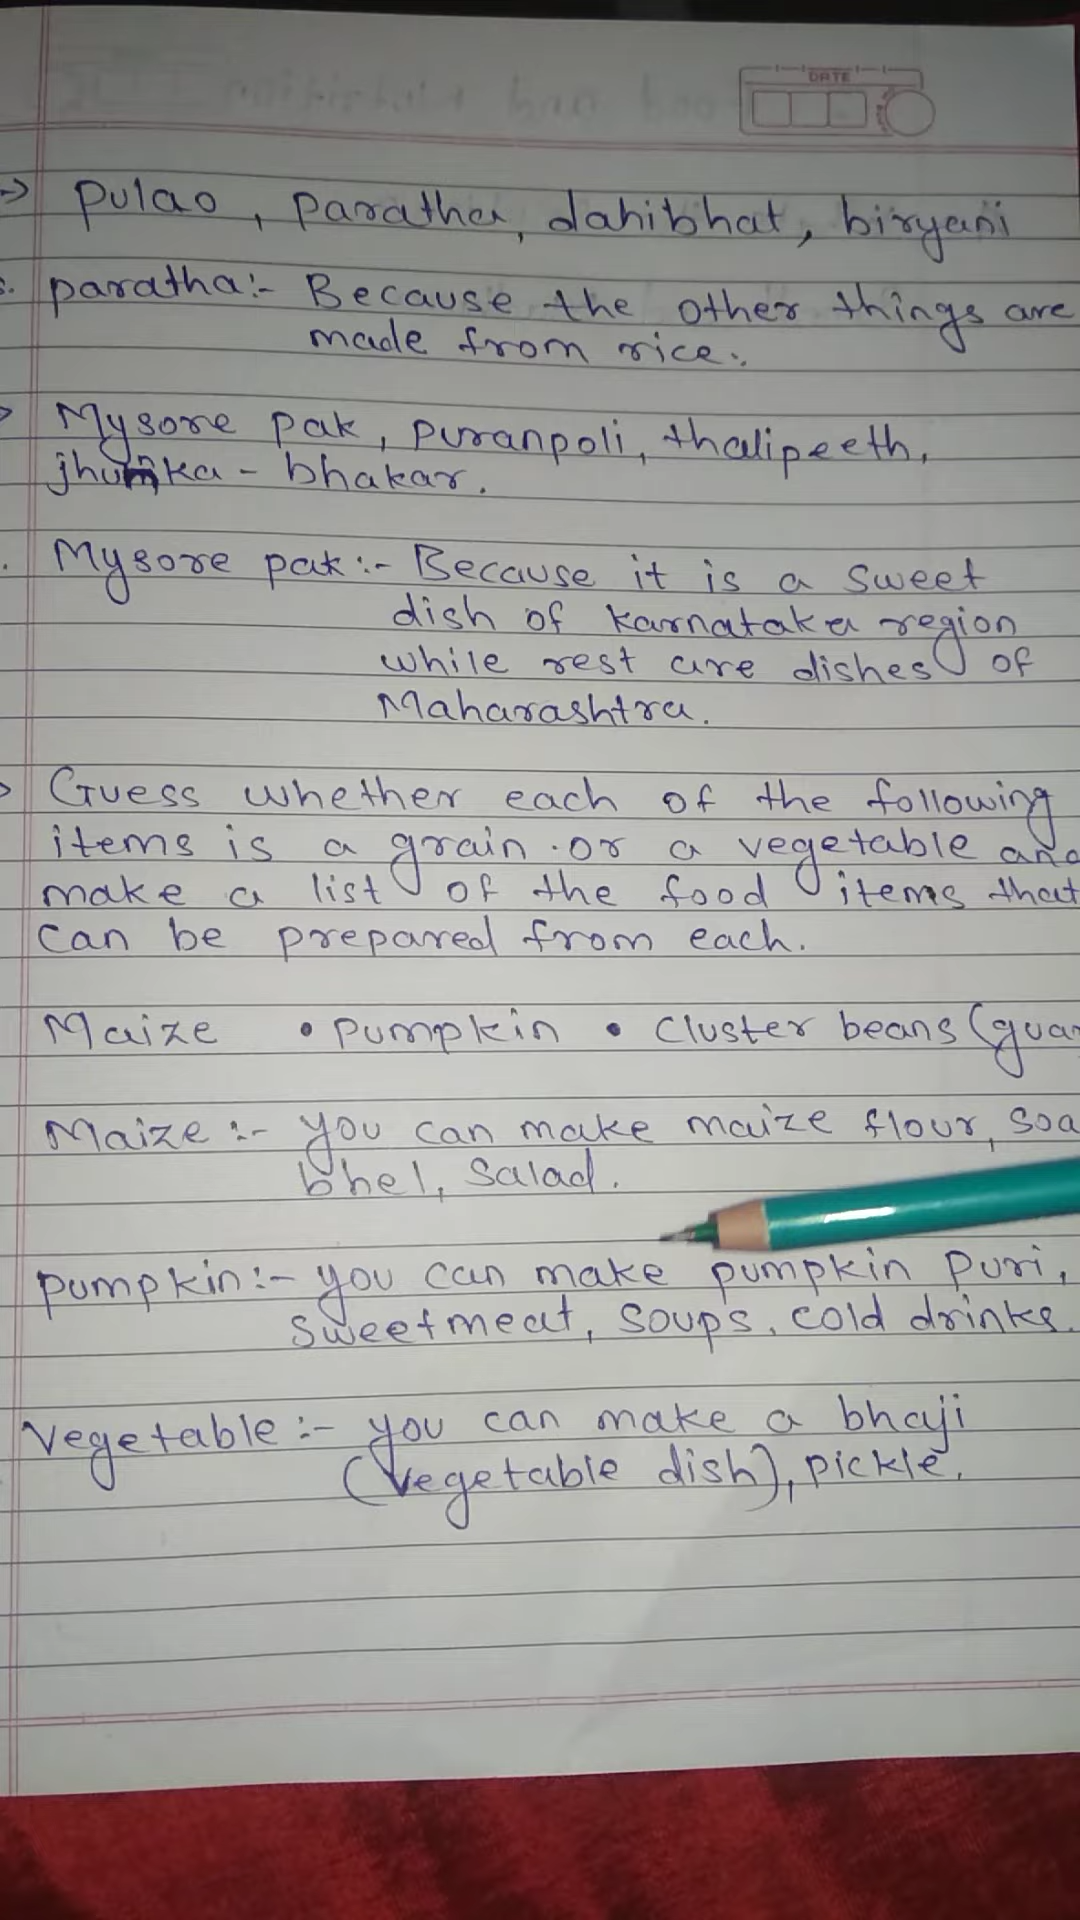 DATE
→ Pulao, Paratha, dahibhat, biryani
Paratha:- Because the other things are
made from rice.
Mysore pak, Puranpoli, thalipeeth,
jhunka - bhakar.
Mysore pak:- Because it is a sweet
dish of Karnataka region
while rest are dishes of
Maharashtra.
Guess whether each of the following
items is a grain or a vegetable and
make a list of the food items that
can be prepared from each.
Maize • Pumpkin • Cluster beans (guar
Maize :- You can make maize flour, soa
bhel, Salad.
Pumpkin:- you can make pumpkin Puri,
Sweetmeat, Soups, cold drinks.
Vegetable:- you can make a bhaji
(Vegetable dish), pickle.